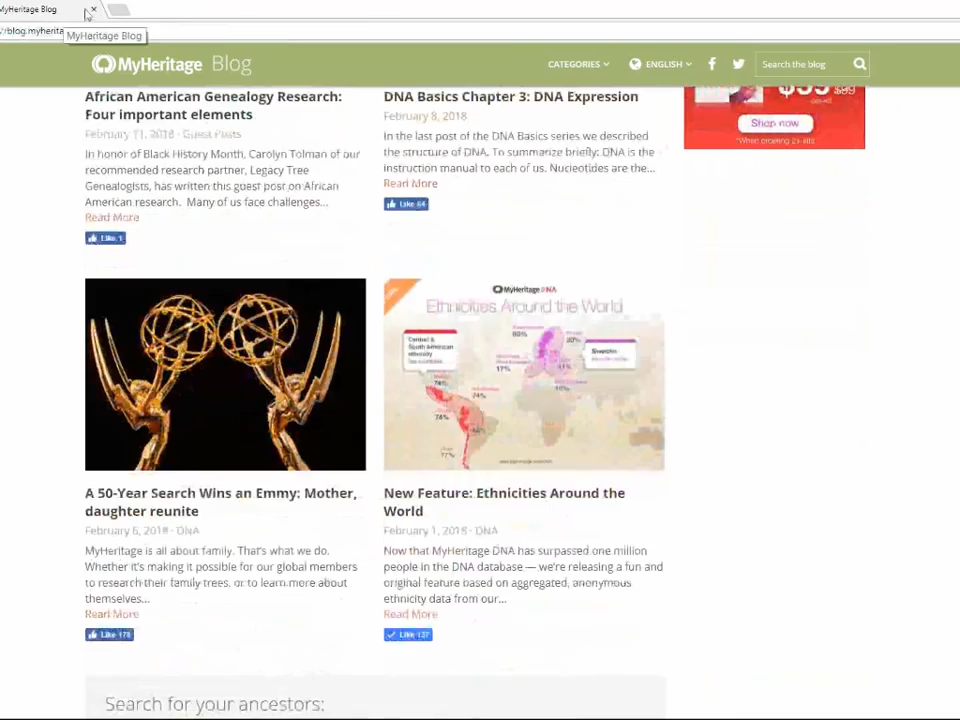 MyHeritage Blog
MyHeritage Blog
MyHeritage Blog
CATEGORIES
ENGLISH
Search the blog
African American Genealogy Research:
Four important elements
February 11, 2018 · Guest Posts
In honor of Black History Month, Carolyn Tolman of our
recommended research partner, Legacy Tree
Genealogists, has written this guest post on African
American research. Many of us face challenges...
Read More
Like 1
DNA Basics Chapter 3: DNA Expression
February 8, 2018
In the last post of the DNA Basics series we described
the structure of DNA. To summarize briefly: DNA is the
instruction manual to each of us. Nucleotides are the...
Read More
Like 64
Shop now
*When ordering 2+ kits
MyHeritage DNA
Ethnicities Around the World
Central &
South American
ethnicity
A 50-Year Search Wins an Emmy: Mother,
daughter reunite
February 6, 2018 · DNA
MyHeritage is all about family. That's what we do.
Whether it's making it possible for our global members
to research their family trees, or to learn more about
themselves...
Read More
Like 178
New Feature: Ethnicities Around the
World
February 1, 2018 · DNA
Now that MyHeritage DNA has surpassed one million
people in the DNA database — we're releasing a fun and
original feature based on aggregated, anonymous
ethnicity data from our...
Read More
Like 137
Search for your ancestors: